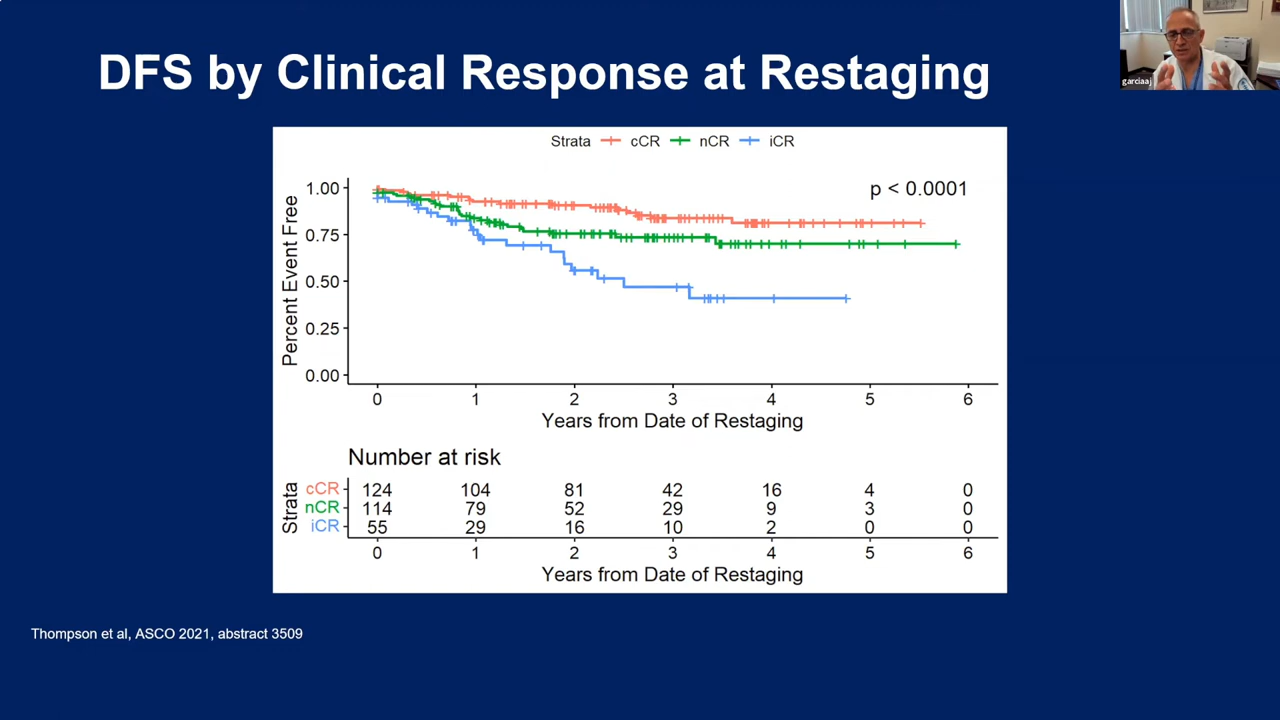 DFS by Clinical Response at Restaging
garciaaj
Strata cCR nCR iCR
p < 0.0001
Percent Event Free
1.00
0.75
0.50
0.25
0.00
0 1 2 3 4 5 6
Years from Date of Restaging
Number at risk
Strata
cCR 124 104 81 42 16 4 0
nCR 114 79 52 29 9 3 0
iCR 55 29 16 10 2 0 0
0 1 2 3 4 5 6
Years from Date of Restaging
Thompson et al, ASCO 2021, abstract 3509